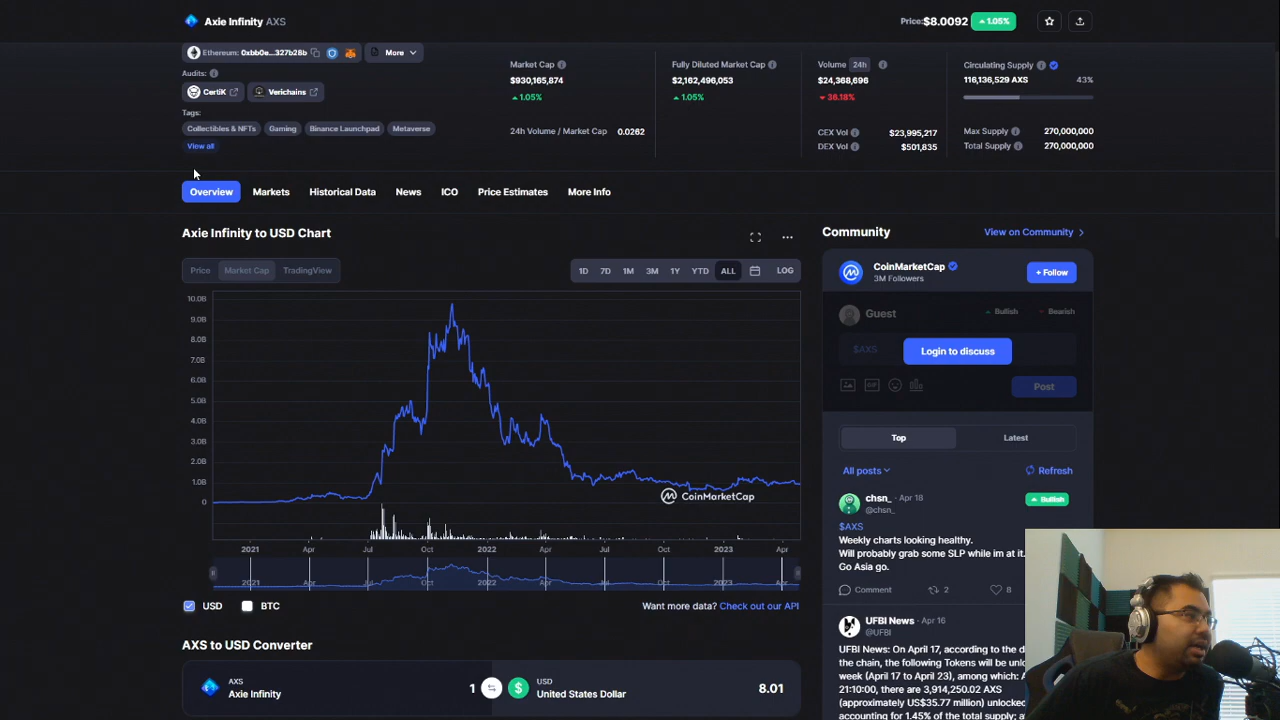 Axie Infinity AXS
Price: $8.0092 1.05%
Ethereum: 0xbb0e...327b28b More
Audits:
CertiK Verichains
Tags:
Collectibles & NFTs Gaming Binance Launchpad Metaverse
View all
Market Cap
$930,165,874
1.05%
24h Volume / Market Cap 0.0262
Fully Diluted Market Cap
$2,162,496,053
1.05%
Volume 24h
$24,368,696
36.18%
CEX Vol $23,995,217
DEX Vol $501,835
Circulating Supply
116,136,529 AXS 43%
Max Supply 270,000,000
Total Supply 270,000,000
Overview Markets Historical Data News ICO Price Estimates More Info
Axie Infinity to USD Chart
Price Market Cap TradingView
1D 7D 1M 3M 1Y YTD ALL LOG
10.0B
9.0B
8.0B
7.0B
6.0B
5.0B
4.0B
3.0B
2.0B
1.0B
0
CoinMarketCap
2021 Apr Jul Oct 2022 Apr Jul Oct 2023 Apr
2021 Apr Jul Oct 2022 Apr Jul Oct 2023 Apr
USD BTC
Want more data? Check out our API
AXS to USD Converter
AXS
Axie Infinity
1
USD
United States Dollar
8.01
Community View on Community
CoinMarketCap
3M Followers
+ Follow
Guest Bullish Bearish
$AXS
Login to discuss
GIF
Post
Top Latest
All posts Refresh
chsn_ Apr 18 Bullish
@chsn_
$AXS
Weekly charts looking healthy.
Will probably grab some SLP while im at it.
Go Asia go.
Comment 2 8
UFBI News Apr 16
@UFBI
UFBI News: On April 17, according to the
the chain, the following Tokens will be
week (April 17 to April 23), among which:
21:10:00, there are 3,914,250.02 AXS
(approximately US$35.77 million) unlocked
accounting for 1.45% of the total supply;